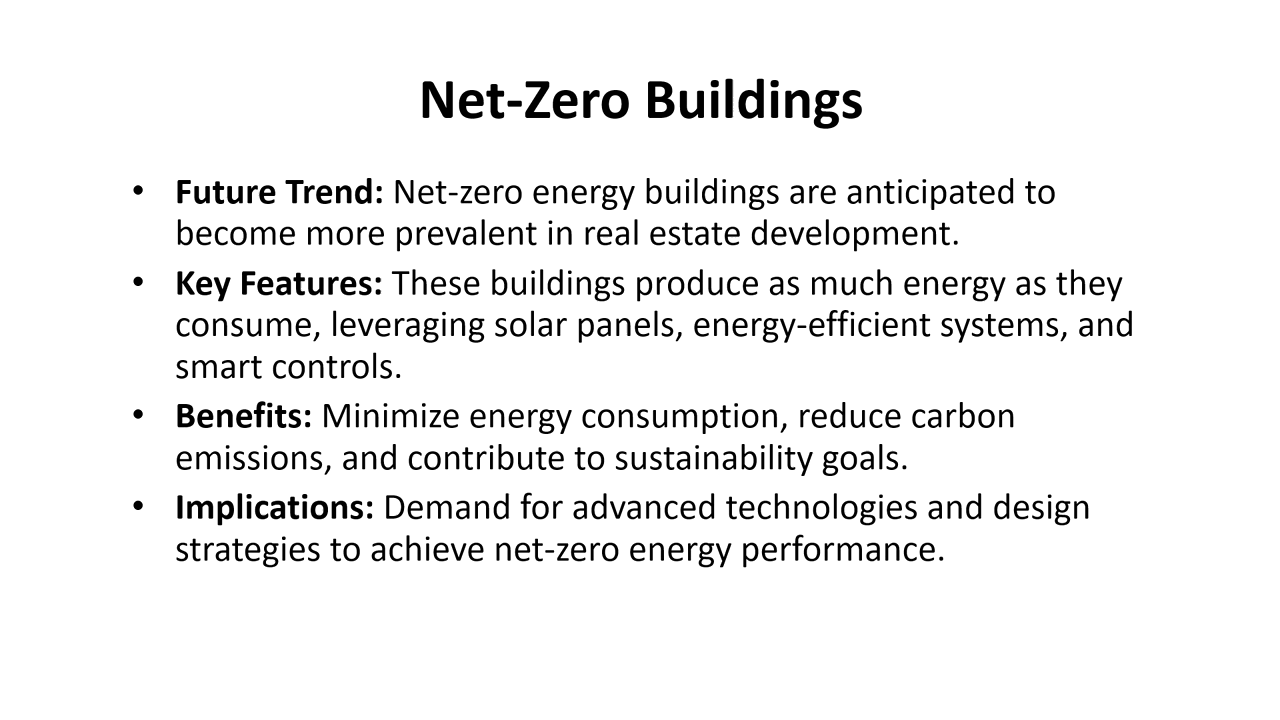 Net-Zero Buildings
• Future Trend: Net-zero energy buildings are anticipated to
become more prevalent in real estate development.
• Key Features: These buildings produce as much energy as they
consume, leveraging solar panels, energy-efficient systems, and
smart controls.
• Benefits: Minimize energy consumption, reduce carbon
emissions, and contribute to sustainability goals.
• Implications: Demand for advanced technologies and design
strategies to achieve net-zero energy performance.